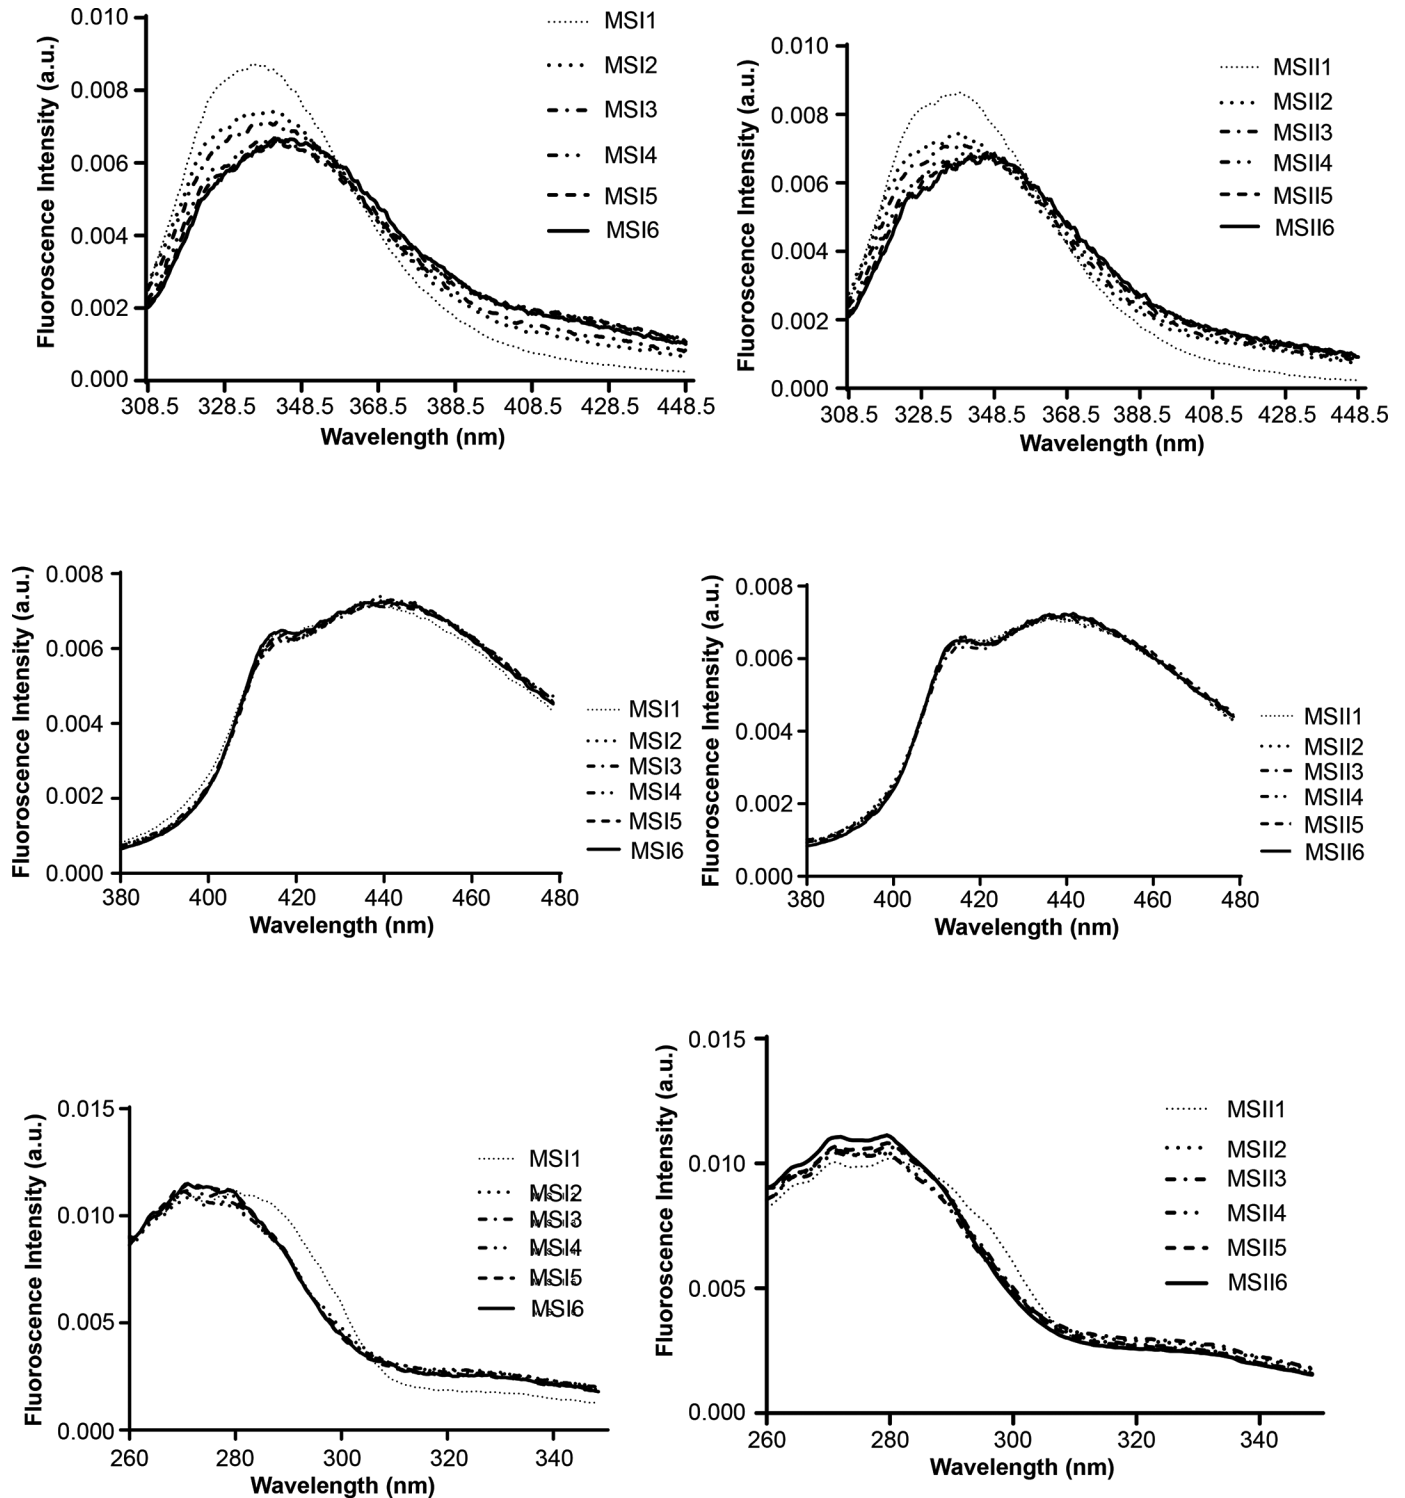 Fluoroscence Intensity (a.u.)
0.010
0.008
0.006
0.004
0.002
0.000
308.5 328.5 348.5 368.5 388.5 408.5 428.5 448.5
Wavelength (nm)
MSI1
MSI2
MSI3
MSI4
MSI5
MSI6
Fluoroscence Intensity (a.u.)
0.010
0.008
0.006
0.004
0.002
0.000
308.5 328.5 348.5 368.5 388.5 408.5 428.5 448.5
Wavelength (nm)
MSII1
MSII2
MSII3
MSII4
MSII5
MSII6
Fluoroscence Intensity (a.u.)
0.008
0.006
0.004
0.002
0.000
380 400 420 440 460 480
Wavelength (nm)
MSI1
MSI2
MSI3
MSI4
MSI5
MSI6
Fluoroscence Intensity (a.u.)
0.008
0.006
0.004
0.002
0.000
380 400 420 440 460 480
Wavelength (nm)
MSII1
MSII2
MSII3
MSII4
MSII5
MSII6
Fluoroscence Intensity (a.u.)
0.015
0.010
0.005
0.000
260 280 300 320 340
Wavelength (nm)
MSI1
MSI2
MSI3
MSI4
MSI5
MSI6
Fluoroscence Intensity (a.u.)
0.015
0.010
0.005
0.000
260 280 300 320 340
Wavelength (nm)
MSII1
MSII2
MSII3
MSII4
MSII5
MSII6